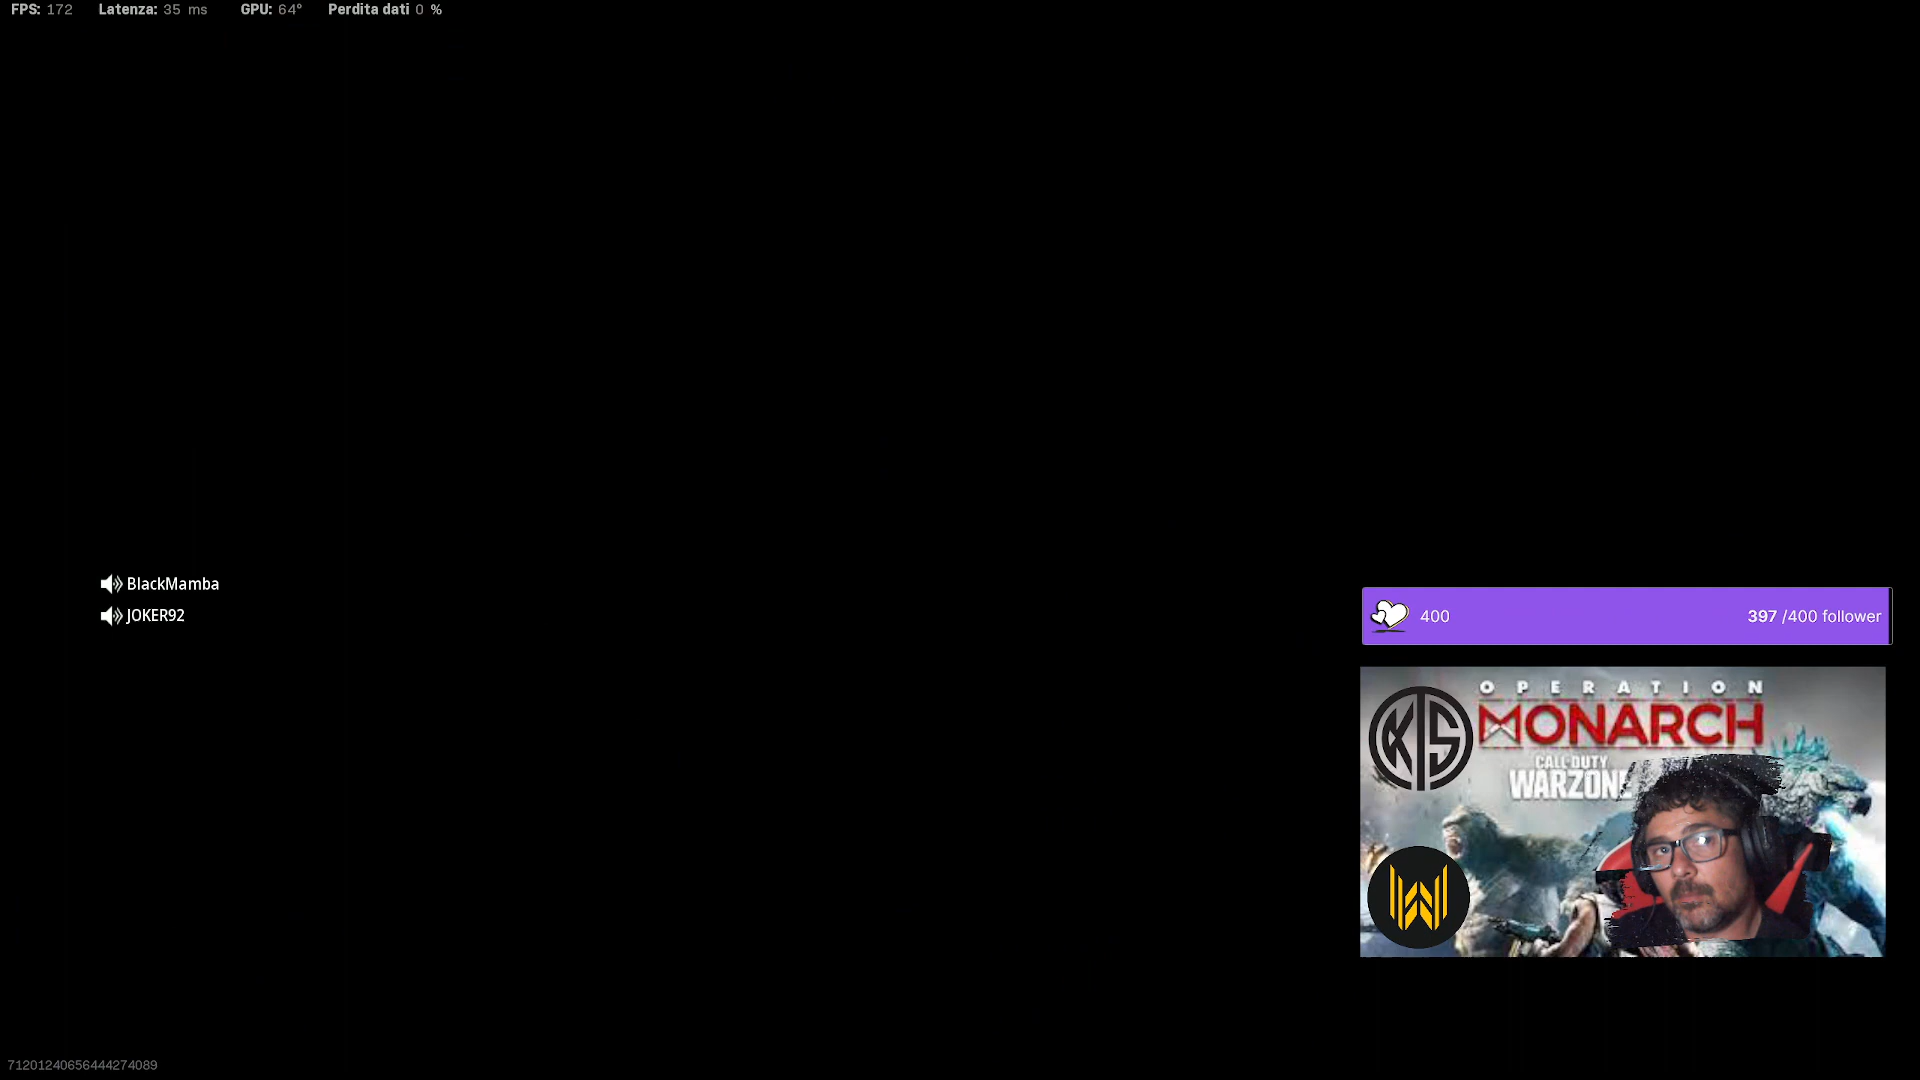 FPS: 172 Latenza: 35 ms GPU: 64° Perdita dati 0 %
BlackMamba
JOKER92
400 397 /400 follower
OPERATION
MONARCH
KTS
CALL DUTY
WARZONE
W
71201240656444274089